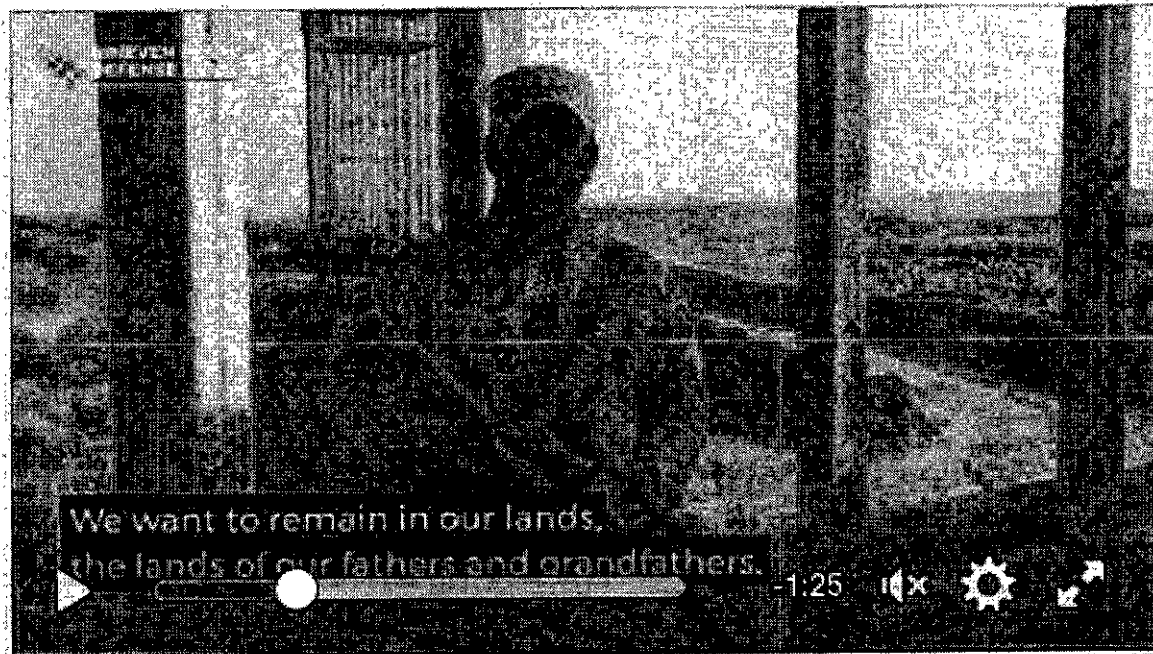 We want to remain in our lands,
the lands of our fathers and grandfathers.
-1:25